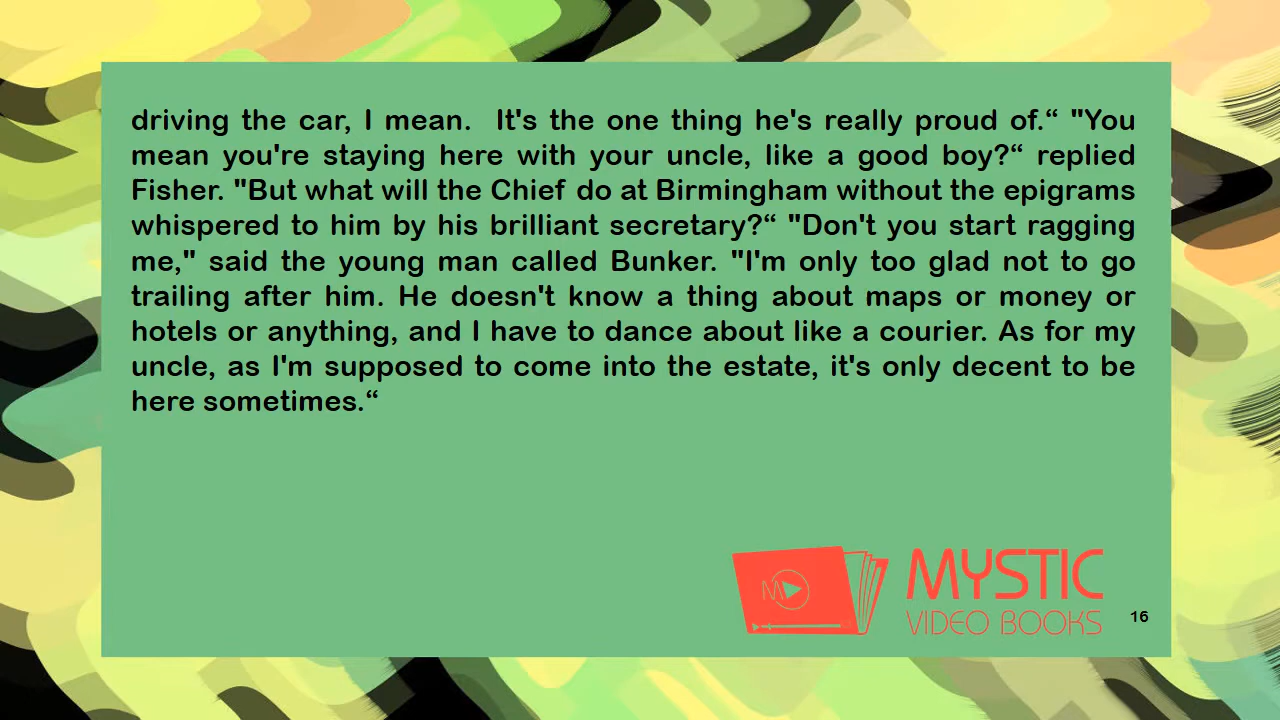 driving the car, I mean.  It's the one thing he's really proud of.“ "You
mean you're staying here with your uncle, like a good boy?“ replied
Fisher. "But what will the Chief do at Birmingham without the epigrams
whispered to him by his brilliant secretary?“ "Don't you start ragging
me," said the young man called Bunker. "I'm only too glad not to go
trailing after him. He doesn't know a thing about maps or money or
hotels or anything, and I have to dance about like a courier. As for my
uncle, as I'm supposed to come into the estate, it's only decent to be
here sometimes.“
M
MYSTIC
VIDEO BOOKS
16